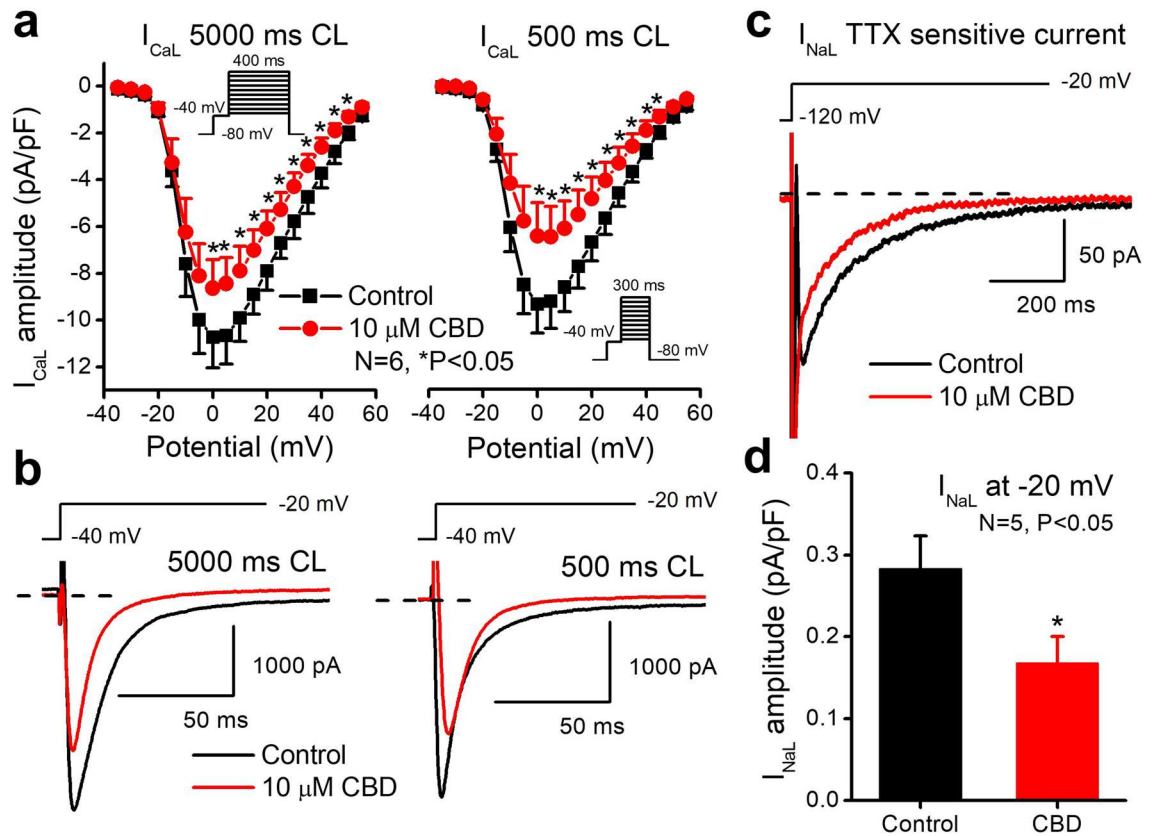 a
I_CaL 5000 ms CL
400 ms
-40 mV
-80 mV
0
-2
-4
-6
-8
-10
-12
I_CaL amplitude (pA/pF)
* * * * * * * * * * *
Control
10 μM CBD
N=6, *P<0.05
-40 -20 0 20 40 60
Potential (mV)
I_CaL 500 ms CL
* * * * * * * * * * *
300 ms
-40 mV
-80 mV
-40 -20 0 20 40 60
Potential (mV)
b
-20 mV
-40 mV
5000 ms CL
1000 pA
50 ms
Control
10 μM CBD
-20 mV
-40 mV
500 ms CL
1000 pA
50 ms
c
I_NaL TTX sensitive current
-20 mV
-120 mV
50 pA
200 ms
Control
10 μM CBD
d
I_NaL at -20 mV
N=5, P<0.05
0.4
0.3
0.2
0.1
0.0
I_NaL amplitude (pA/pF)
*
Control CBD